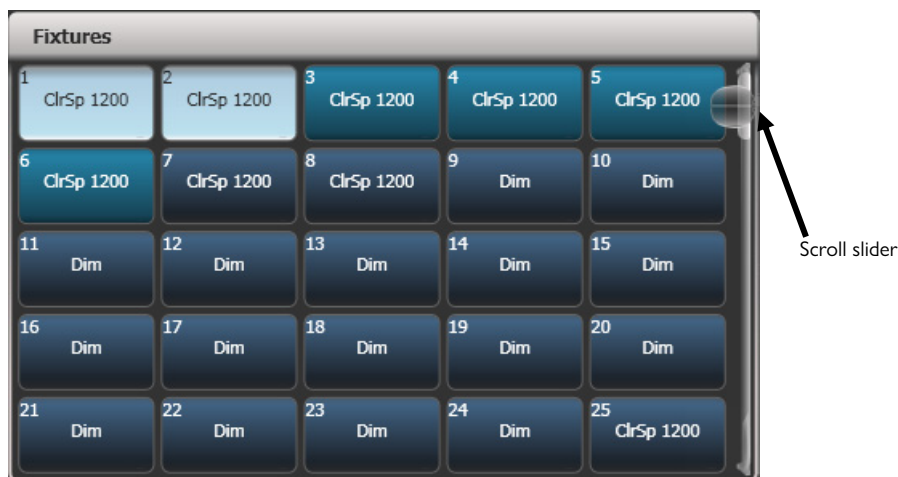 Fixtures
1
ClrSp 1200
2
ClrSp 1200
3
ClrSp 1200
4
ClrSp 1200
5
ClrSp 1200
6
ClrSp 1200
7
ClrSp 1200
8
ClrSp 1200
9
Dim
10
Dim
11
Dim
12
Dim
13
Dim
14
Dim
15
Dim
16
Dim
17
Dim
18
Dim
19
Dim
20
Dim
21
Dim
22
Dim
23
Dim
24
Dim
25
ClrSp 1200
Scroll slider